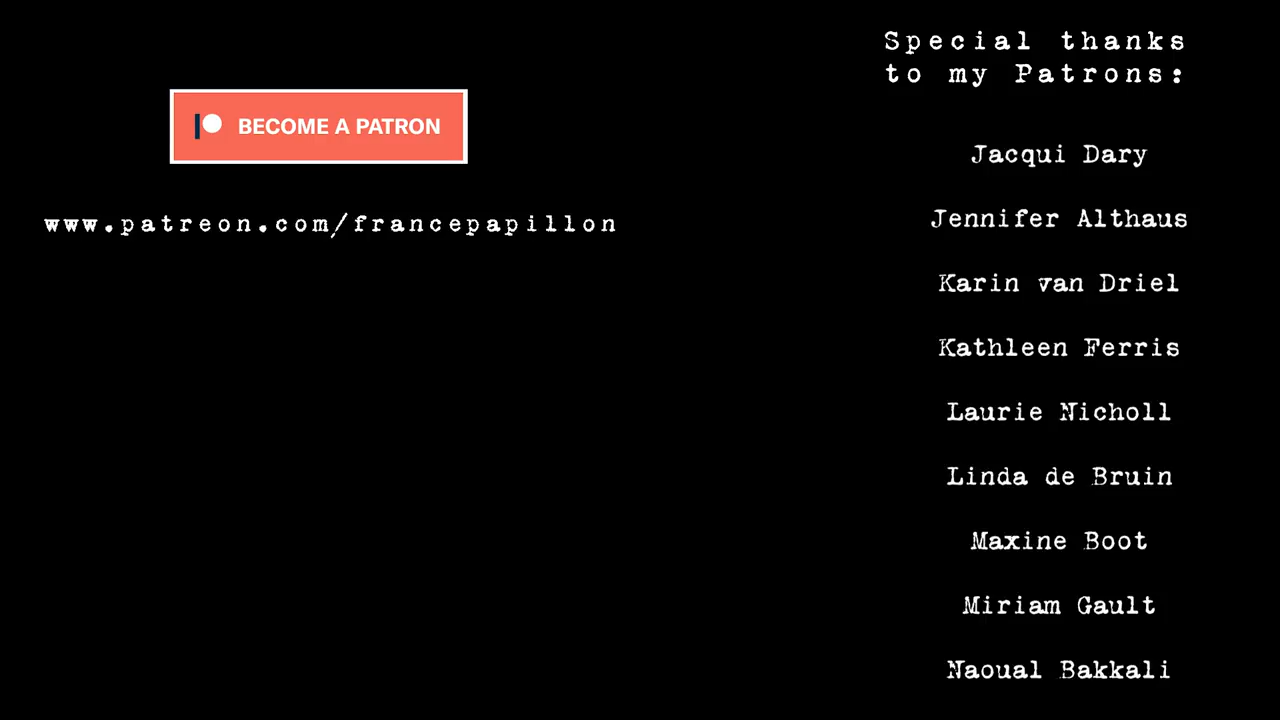 BECOME A PATRON
www.patreon.com/francepapillon
Special thanks
to my Patrons:
Jacqui Dary
Jennifer Althaus
Karin van Driel
Kathleen Ferris
Laurie Nicholl
Linda de Bruin
Maxine Boot
Miriam Gault
Naoual Bakkali